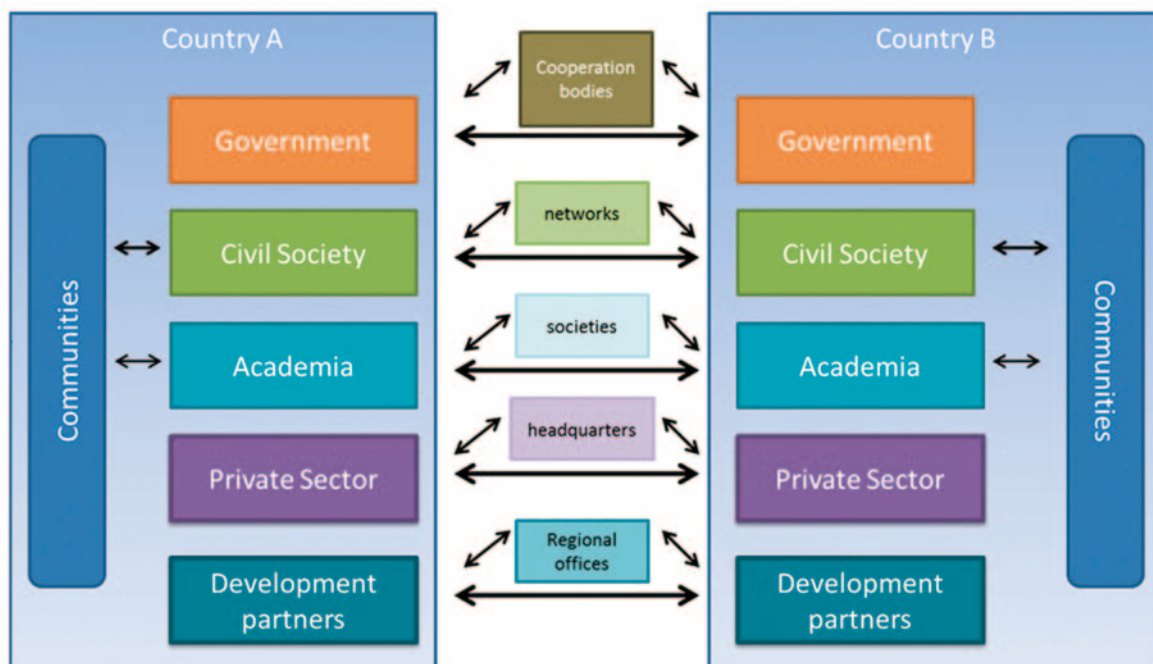 Country A
Communities
Government
Civil Society
Academia
Private Sector
Development
partners
Cooperation
bodies
networks
societies
headquarters
Regional
offices
Country B
Government
Civil Society
Academia
Private Sector
Development
partners
Communities